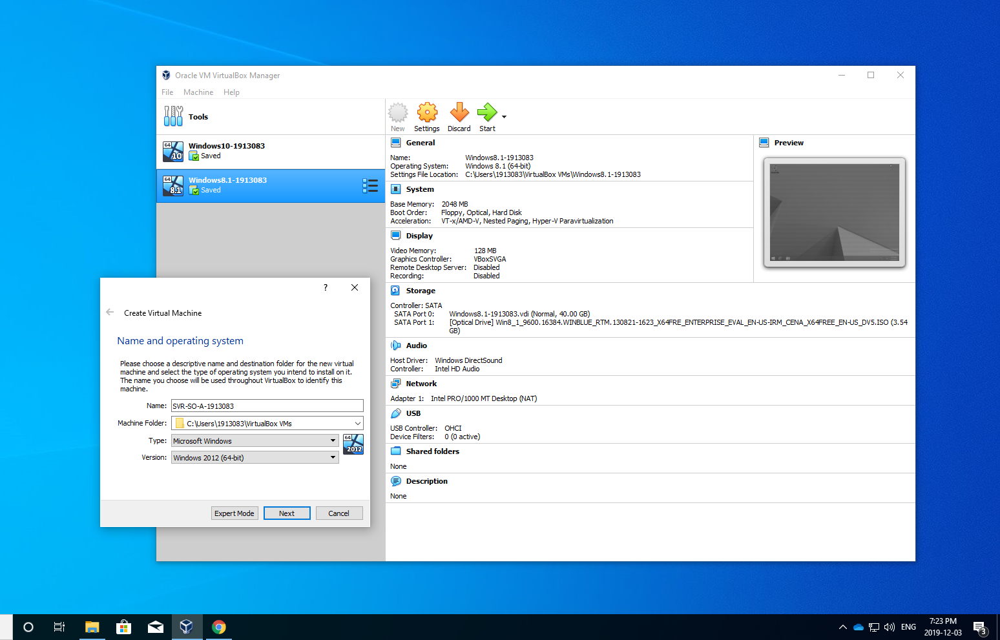 Oracle VM VirtualBox Manager
File Machine Help
Tools
New Settings Discard Start
64 10 Windows10-1913083
Saved
64 8.1 Windows8.1-1913083
Saved
General
Name: Windows8.1-1913083
Operating System: Windows 8.1 (64-bit)
Settings File Location: C:\Users\1913083\VirtualBox VMs\Windows8.1-1913083
System
Base Memory: 2048 MB
Boot Order: Floppy, Optical, Hard Disk
Acceleration: VT-x/AMD-V, Nested Paging, Hyper-V Paravirtualization
Display
Video Memory: 128 MB
Graphics Controller: VBoxSVGA
Remote Desktop Server: Disabled
Recording: Disabled
Preview
Storage
Controller: SATA
SATA Port 0: Windows8.1-1913083.vdi (Normal, 40.00 GB)
SATA Port 1: [Optical Drive] Win8_1_9600.16384.WINBLUE_RTM.130821-1623_X64FRE_ENTERPRISE_EVAL_EN-US-IRM_CENA_X64FREE_EN-US_DV5.ISO (3.54
GB)
Audio
Host Driver: Windows DirectSound
Controller: Intel HD Audio
Network
Adapter 1: Intel PRO/1000 MT Desktop (NAT)
USB
USB Controller: OHCI
Device Filters: 0 (0 active)
Shared folders
None
Description
None
?
Create Virtual Machine
Name and operating system
Please choose a descriptive name and destination folder for the new virtual
machine and select the type of operating system you intend to install on it.
The name you choose will be used throughout VirtualBox to identify this
machine.
Name: SVR-SO-A-1913083
Machine Folder: C:\Users\1913083\VirtualBox VMs
Type: Microsoft Windows
64 2012
Version: Windows 2012 (64-bit)
Expert Mode Next Cancel
ENG
7:23 PM
2019-12-03
3